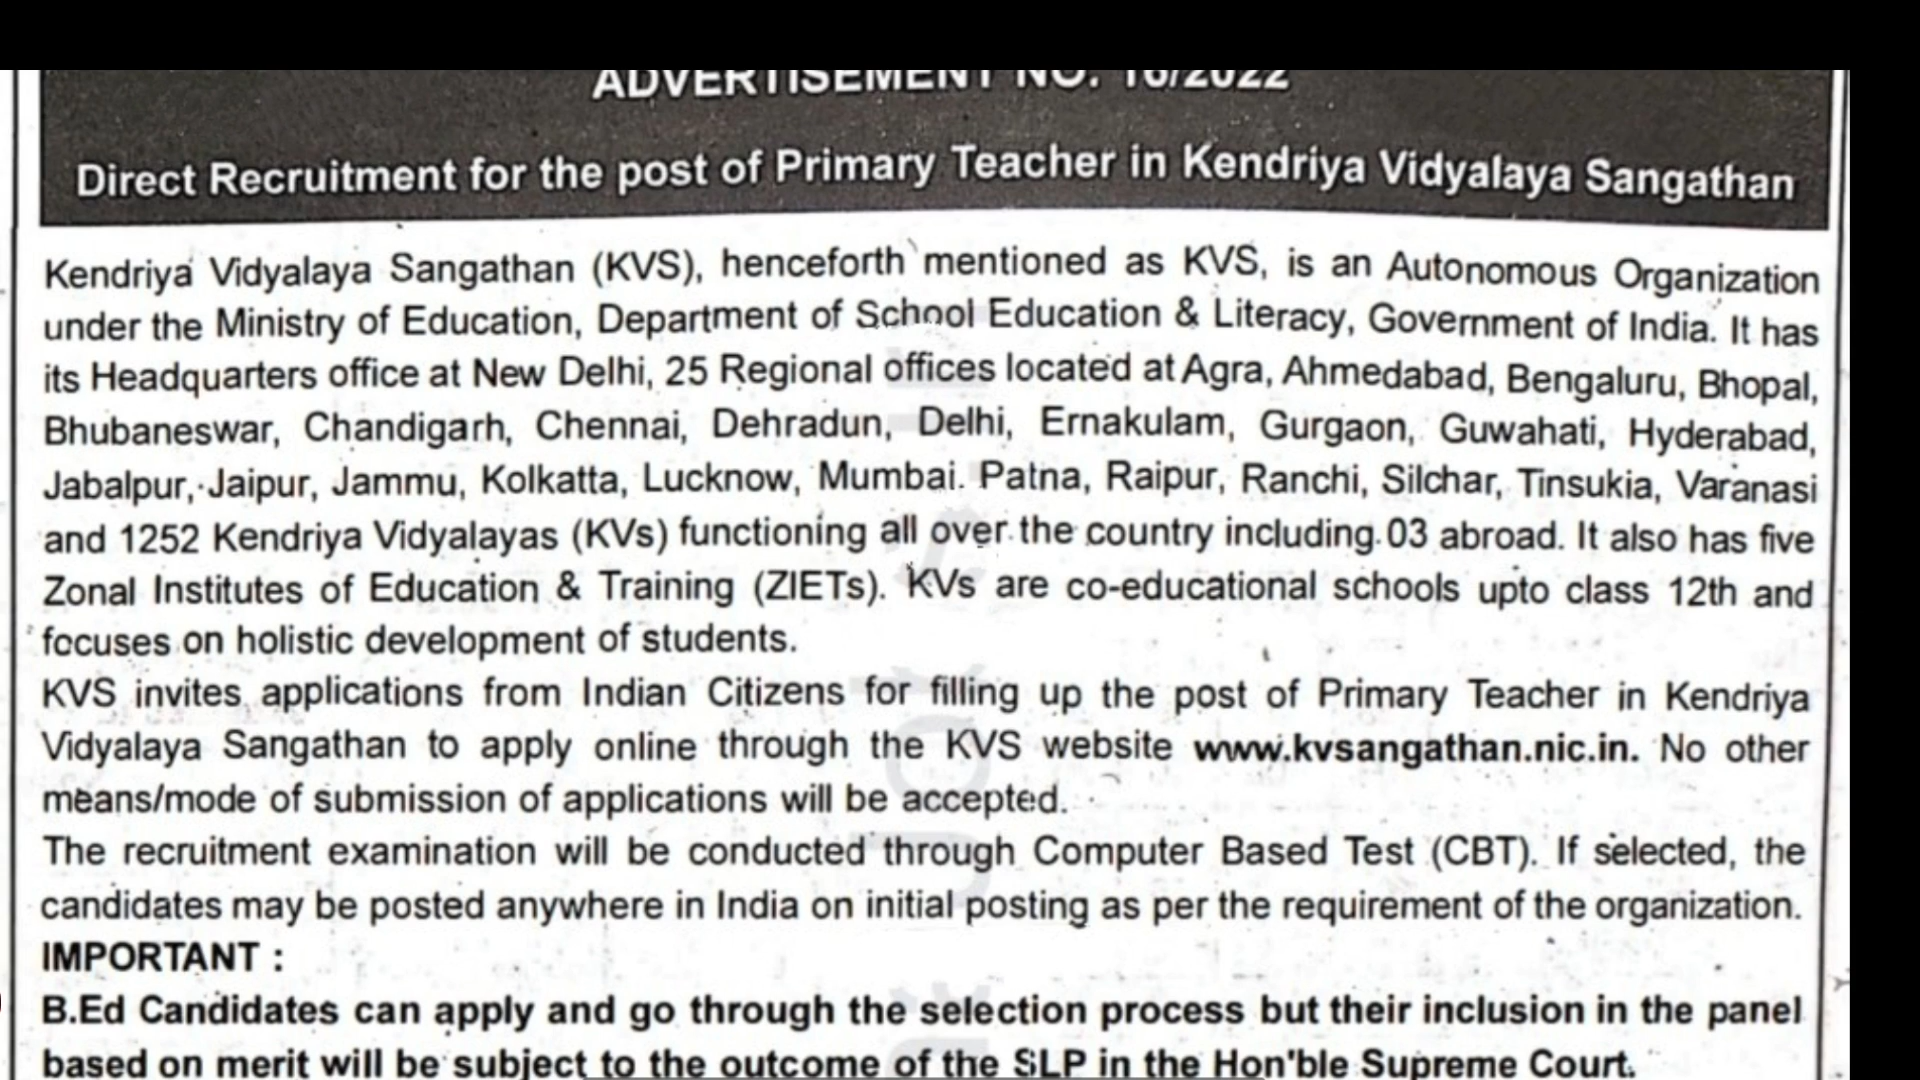 ADVERTISEMENT NO. 16/2022
Direct Recruitment for the post of Primary Teacher in Kendriya Vidyalaya Sangathan
Kendriya Vidyalaya Sangathan (KVS), henceforth mentioned as KVS, is an Autonomous Organization
under the Ministry of Education, Department of School Education & Literacy, Government of India. It has
its Headquarters office at New Delhi, 25 Regional offices located at Agra, Ahmedabad, Bengaluru, Bhopal,
Bhubaneswar, Chandigarh, Chennai, Dehradun, Delhi, Ernakulam, Gurgaon, Guwahati, Hyderabad,
Jabalpur, Jaipur, Jammu, Kolkatta, Lucknow, Mumbai. Patna, Raipur, Ranchi, Silchar, Tinsukia, Varanasi
and 1252 Kendriya Vidyalayas (KVs) functioning all over the country including 03 abroad. It also has five
Zonal Institutes of Education & Training (ZIETs). KVs are co-educational schools upto class 12th and
focuses on holistic development of students.
KVS invites applications from Indian Citizens for filling up the post of Primary Teacher in Kendriya
Vidyalaya Sangathan to apply online through the KVS website www.kvsangathan.nic.in. No other
means/mode of submission of applications will be accepted.
The recruitment examination will be conducted through Computer Based Test (CBT). If selected, the
candidates may be posted anywhere in India on initial posting as per the requirement of the organization.
IMPORTANT :
B.Ed Candidates can apply and go through the selection process but their inclusion in the panel
based on merit will be subject to the outcome of the SLP in the Hon'ble Supreme Court.